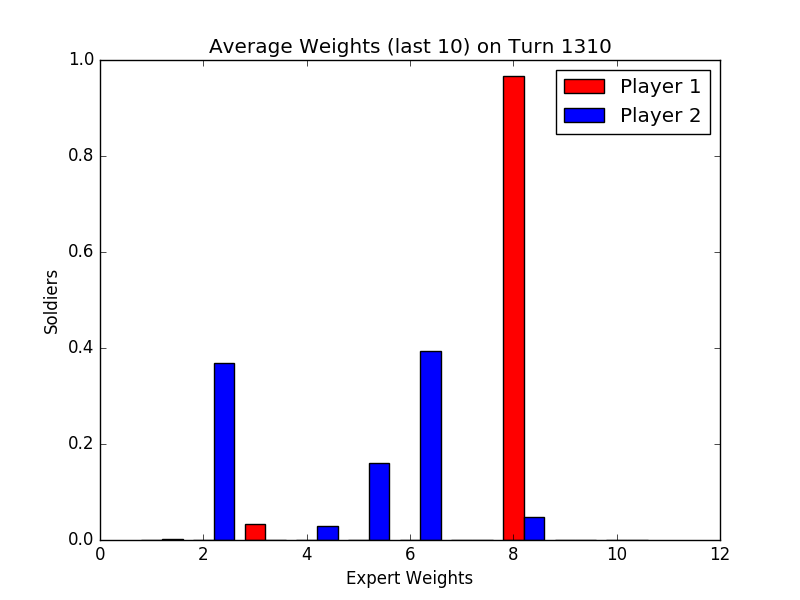 Average Weights (last 10) on Turn 1310
1.0
0.8
0.6
0.4
0.2
0.0
Soldiers
Player 1
Player 2
0 2 4 6 8 10 12
Expert Weights